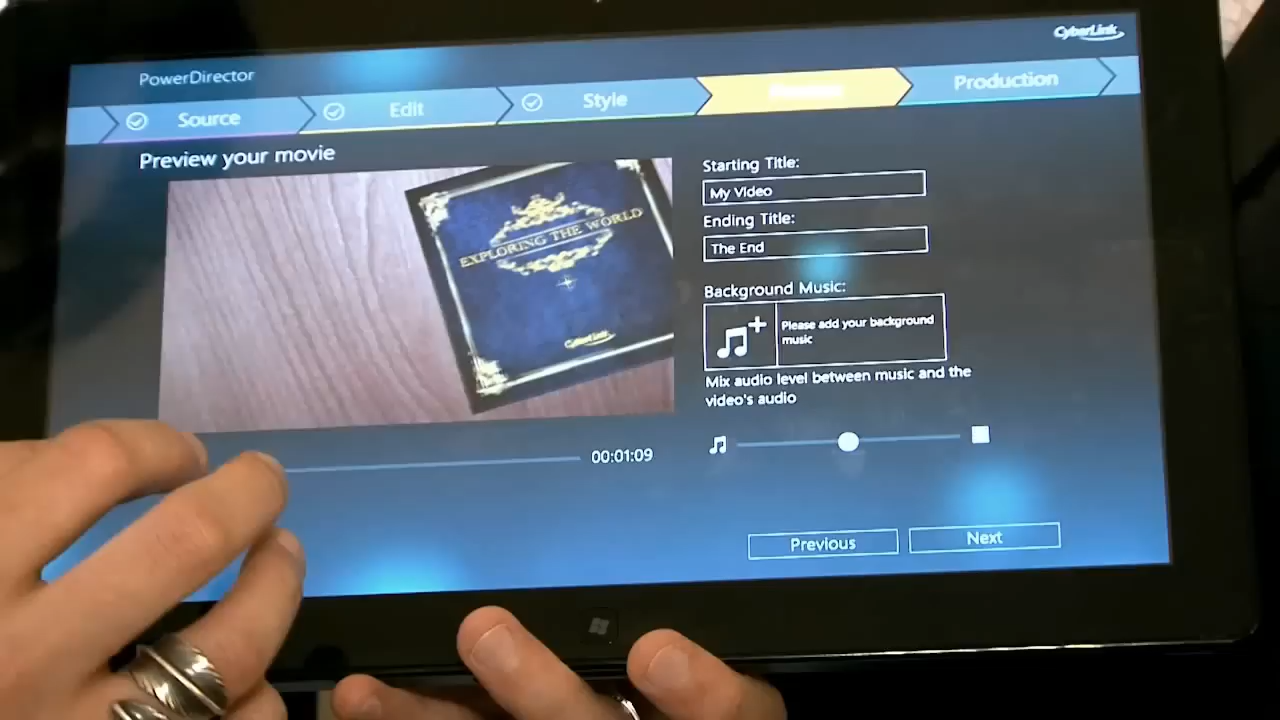 CyberLink
PowerDirector
Source
Edit
Style
Production
Preview your movie
EXPLORING THE WORLD
CyberLink
00:01:09
Starting Title:
My Video
Ending Title:
The End
Background Music:
Please add your background
music
Mix audio level between music and the
video's audio
Previous
Next